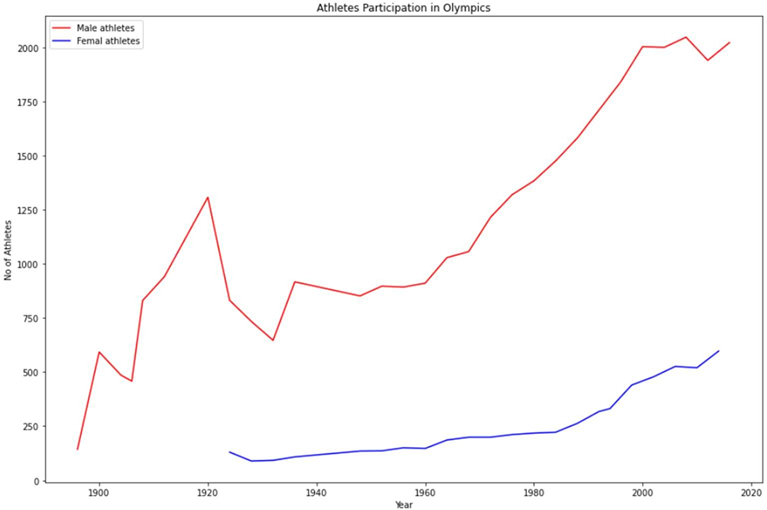 Athletes Participation in Olympics
Male athletes
Femal athletes
No of Athletes
2000
1750
1500
1250
1000
750
500
250
0
1900 1920 1940 1960 1980 2000 2020
Year